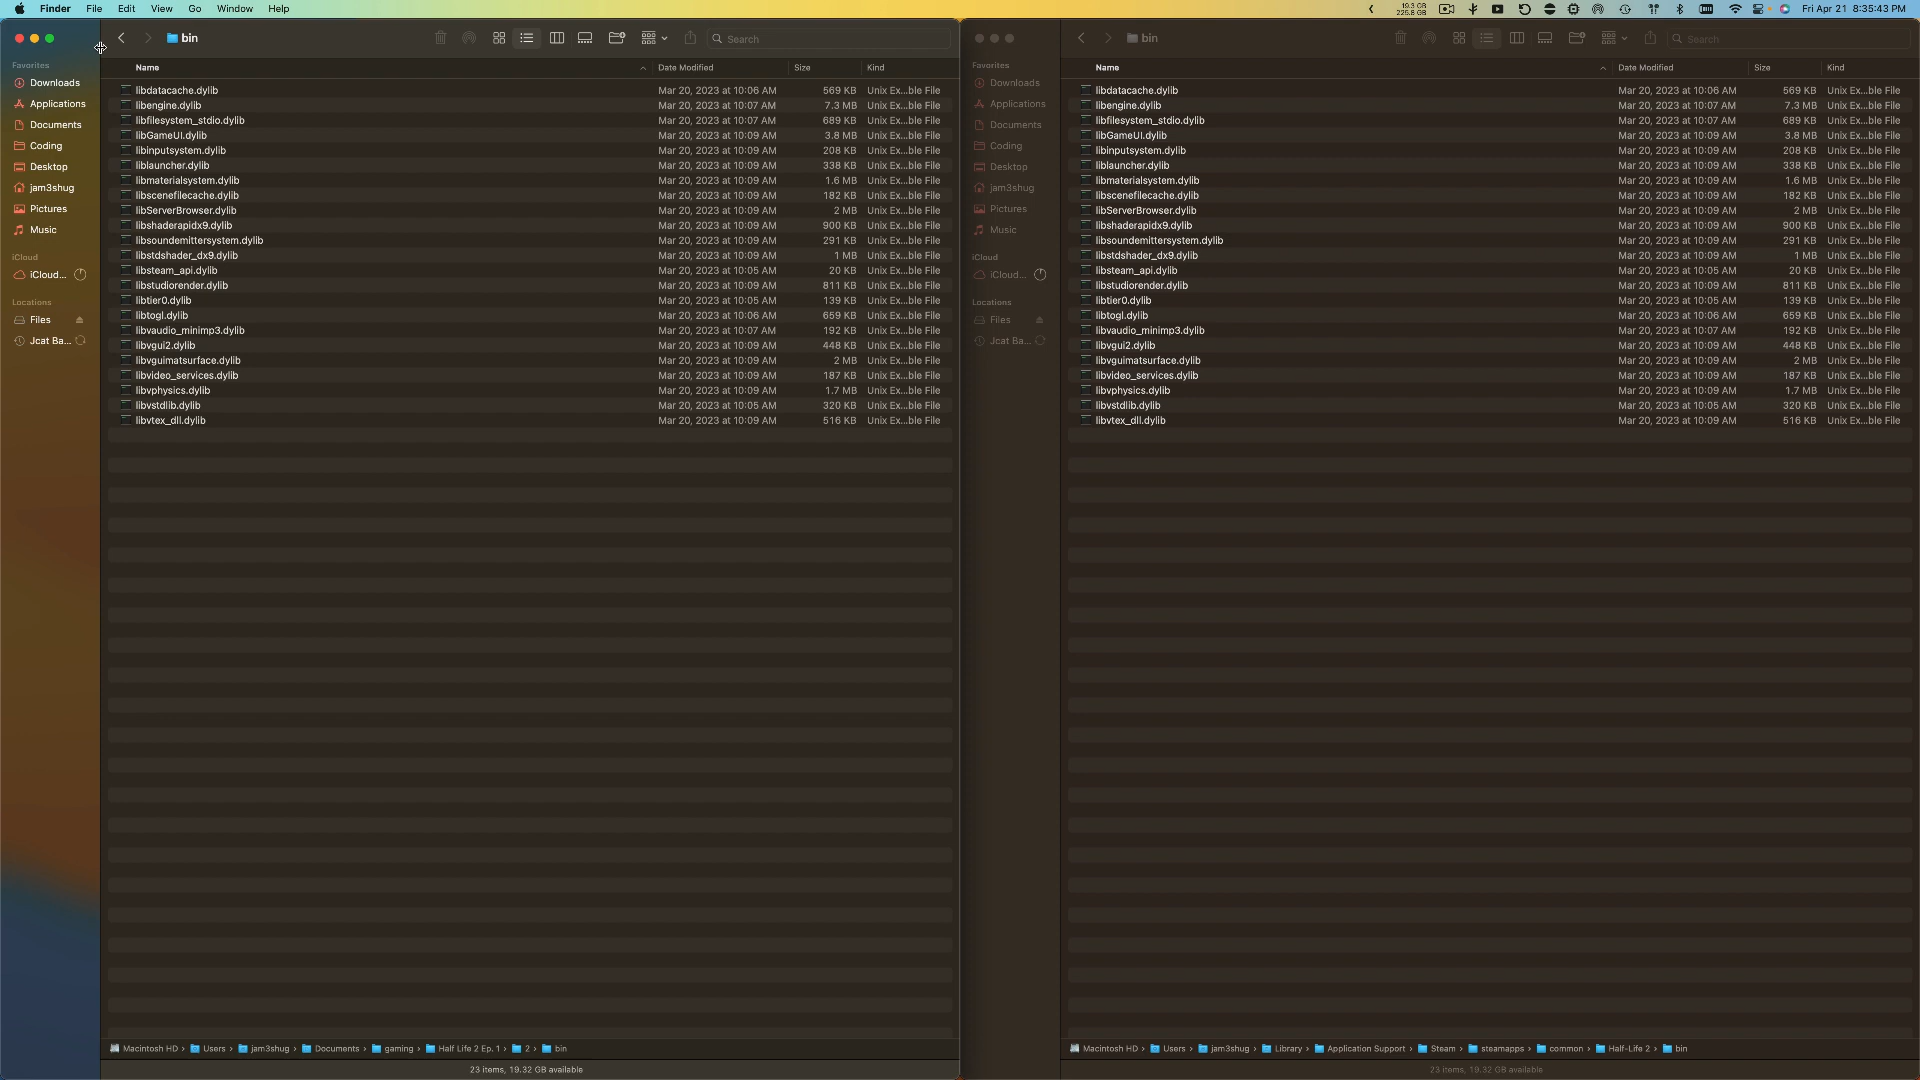 Finder File Edit View Go Window Help
19.3 GB
225.8 GB
Fri Apr 21 8:35:43 PM
bin
Search
Favorites
Downloads
Applications
Documents
Coding
Desktop
jam3shug
Pictures
Music
iCloud
iCloud...
Locations
Files
Jcat Ba...
Name Date Modified Size Kind
libdatacache.dylib Mar 20, 2023 at 10:06 AM 569 KB Unix Ex...ble File
libengine.dylib Mar 20, 2023 at 10:07 AM 7.3 MB Unix Ex...ble File
libfilesystem_stdio.dylib Mar 20, 2023 at 10:07 AM 689 KB Unix Ex...ble File
libGameUI.dylib Mar 20, 2023 at 10:09 AM 3.8 MB Unix Ex...ble File
libinputsystem.dylib Mar 20, 2023 at 10:09 AM 208 KB Unix Ex...ble File
liblauncher.dylib Mar 20, 2023 at 10:09 AM 338 KB Unix Ex...ble File
libmaterialsystem.dylib Mar 20, 2023 at 10:09 AM 1.6 MB Unix Ex...ble File
libscenefilecache.dylib Mar 20, 2023 at 10:09 AM 182 KB Unix Ex...ble File
libServerBrowser.dylib Mar 20, 2023 at 10:09 AM 2 MB Unix Ex...ble File
libshaderapidx9.dylib Mar 20, 2023 at 10:09 AM 900 KB Unix Ex...ble File
libsoundemittersystem.dylib Mar 20, 2023 at 10:09 AM 291 KB Unix Ex...ble File
libstdshader_dx9.dylib Mar 20, 2023 at 10:09 AM 1 MB Unix Ex...ble File
libsteam_api.dylib Mar 20, 2023 at 10:05 AM 20 KB Unix Ex...ble File
libstudiorender.dylib Mar 20, 2023 at 10:09 AM 811 KB Unix Ex...ble File
libtier0.dylib Mar 20, 2023 at 10:05 AM 139 KB Unix Ex...ble File
libtogl.dylib Mar 20, 2023 at 10:06 AM 659 KB Unix Ex...ble File
libvaudio_minimp3.dylib Mar 20, 2023 at 10:07 AM 192 KB Unix Ex...ble File
libvgui2.dylib Mar 20, 2023 at 10:09 AM 448 KB Unix Ex...ble File
libvguimatsurface.dylib Mar 20, 2023 at 10:09 AM 2 MB Unix Ex...ble File
libvideo_services.dylib Mar 20, 2023 at 10:09 AM 187 KB Unix Ex...ble File
libvphysics.dylib Mar 20, 2023 at 10:09 AM 1.7 MB Unix Ex...ble File
libvstdlib.dylib Mar 20, 2023 at 10:05 AM 320 KB Unix Ex...ble File
libvtex_dll.dylib Mar 20, 2023 at 10:09 AM 516 KB Unix Ex...ble File
Macintosh HD › Users › jam3shug › Documents › gaming › Half Life 2 Ep. 1 › 2 › bin
23 items, 19.32 GB available
bin
Search
Favorites
Downloads
Applications
Documents
Coding
Desktop
jam3shug
Pictures
Music
iCloud
iCloud...
Locations
Files
Jcat Ba...
Name Date Modified Size Kind
libdatacache.dylib Mar 20, 2023 at 10:06 AM 569 KB Unix Ex...ble File
libengine.dylib Mar 20, 2023 at 10:07 AM 7.3 MB Unix Ex...ble File
libfilesystem_stdio.dylib Mar 20, 2023 at 10:07 AM 689 KB Unix Ex...ble File
libGameUI.dylib Mar 20, 2023 at 10:09 AM 3.8 MB Unix Ex...ble File
libinputsystem.dylib Mar 20, 2023 at 10:09 AM 208 KB Unix Ex...ble File
liblauncher.dylib Mar 20, 2023 at 10:09 AM 338 KB Unix Ex...ble File
libmaterialsystem.dylib Mar 20, 2023 at 10:09 AM 1.6 MB Unix Ex...ble File
libscenefilecache.dylib Mar 20, 2023 at 10:09 AM 182 KB Unix Ex...ble File
libServerBrowser.dylib Mar 20, 2023 at 10:09 AM 2 MB Unix Ex...ble File
libshaderapidx9.dylib Mar 20, 2023 at 10:09 AM 900 KB Unix Ex...ble File
libsoundemittersystem.dylib Mar 20, 2023 at 10:09 AM 291 KB Unix Ex...ble File
libstdshader_dx9.dylib Mar 20, 2023 at 10:09 AM 1 MB Unix Ex...ble File
libsteam_api.dylib Mar 20, 2023 at 10:05 AM 20 KB Unix Ex...ble File
libstudiorender.dylib Mar 20, 2023 at 10:09 AM 811 KB Unix Ex...ble File
libtier0.dylib Mar 20, 2023 at 10:05 AM 139 KB Unix Ex...ble File
libtogl.dylib Mar 20, 2023 at 10:06 AM 659 KB Unix Ex...ble File
libvaudio_minimp3.dylib Mar 20, 2023 at 10:07 AM 192 KB Unix Ex...ble File
libvgui2.dylib Mar 20, 2023 at 10:09 AM 448 KB Unix Ex...ble File
libvguimatsurface.dylib Mar 20, 2023 at 10:09 AM 2 MB Unix Ex...ble File
libvideo_services.dylib Mar 20, 2023 at 10:09 AM 187 KB Unix Ex...ble File
libvphysics.dylib Mar 20, 2023 at 10:09 AM 1.7 MB Unix Ex...ble File
libvstdlib.dylib Mar 20, 2023 at 10:05 AM 320 KB Unix Ex...ble File
libvtex_dll.dylib Mar 20, 2023 at 10:09 AM 516 KB Unix Ex...ble File
Macintosh HD › Users › jam3shug › Library › Application Support › Steam › steamapps › common › Half-Life 2 › bin
23 items, 19.32 GB available